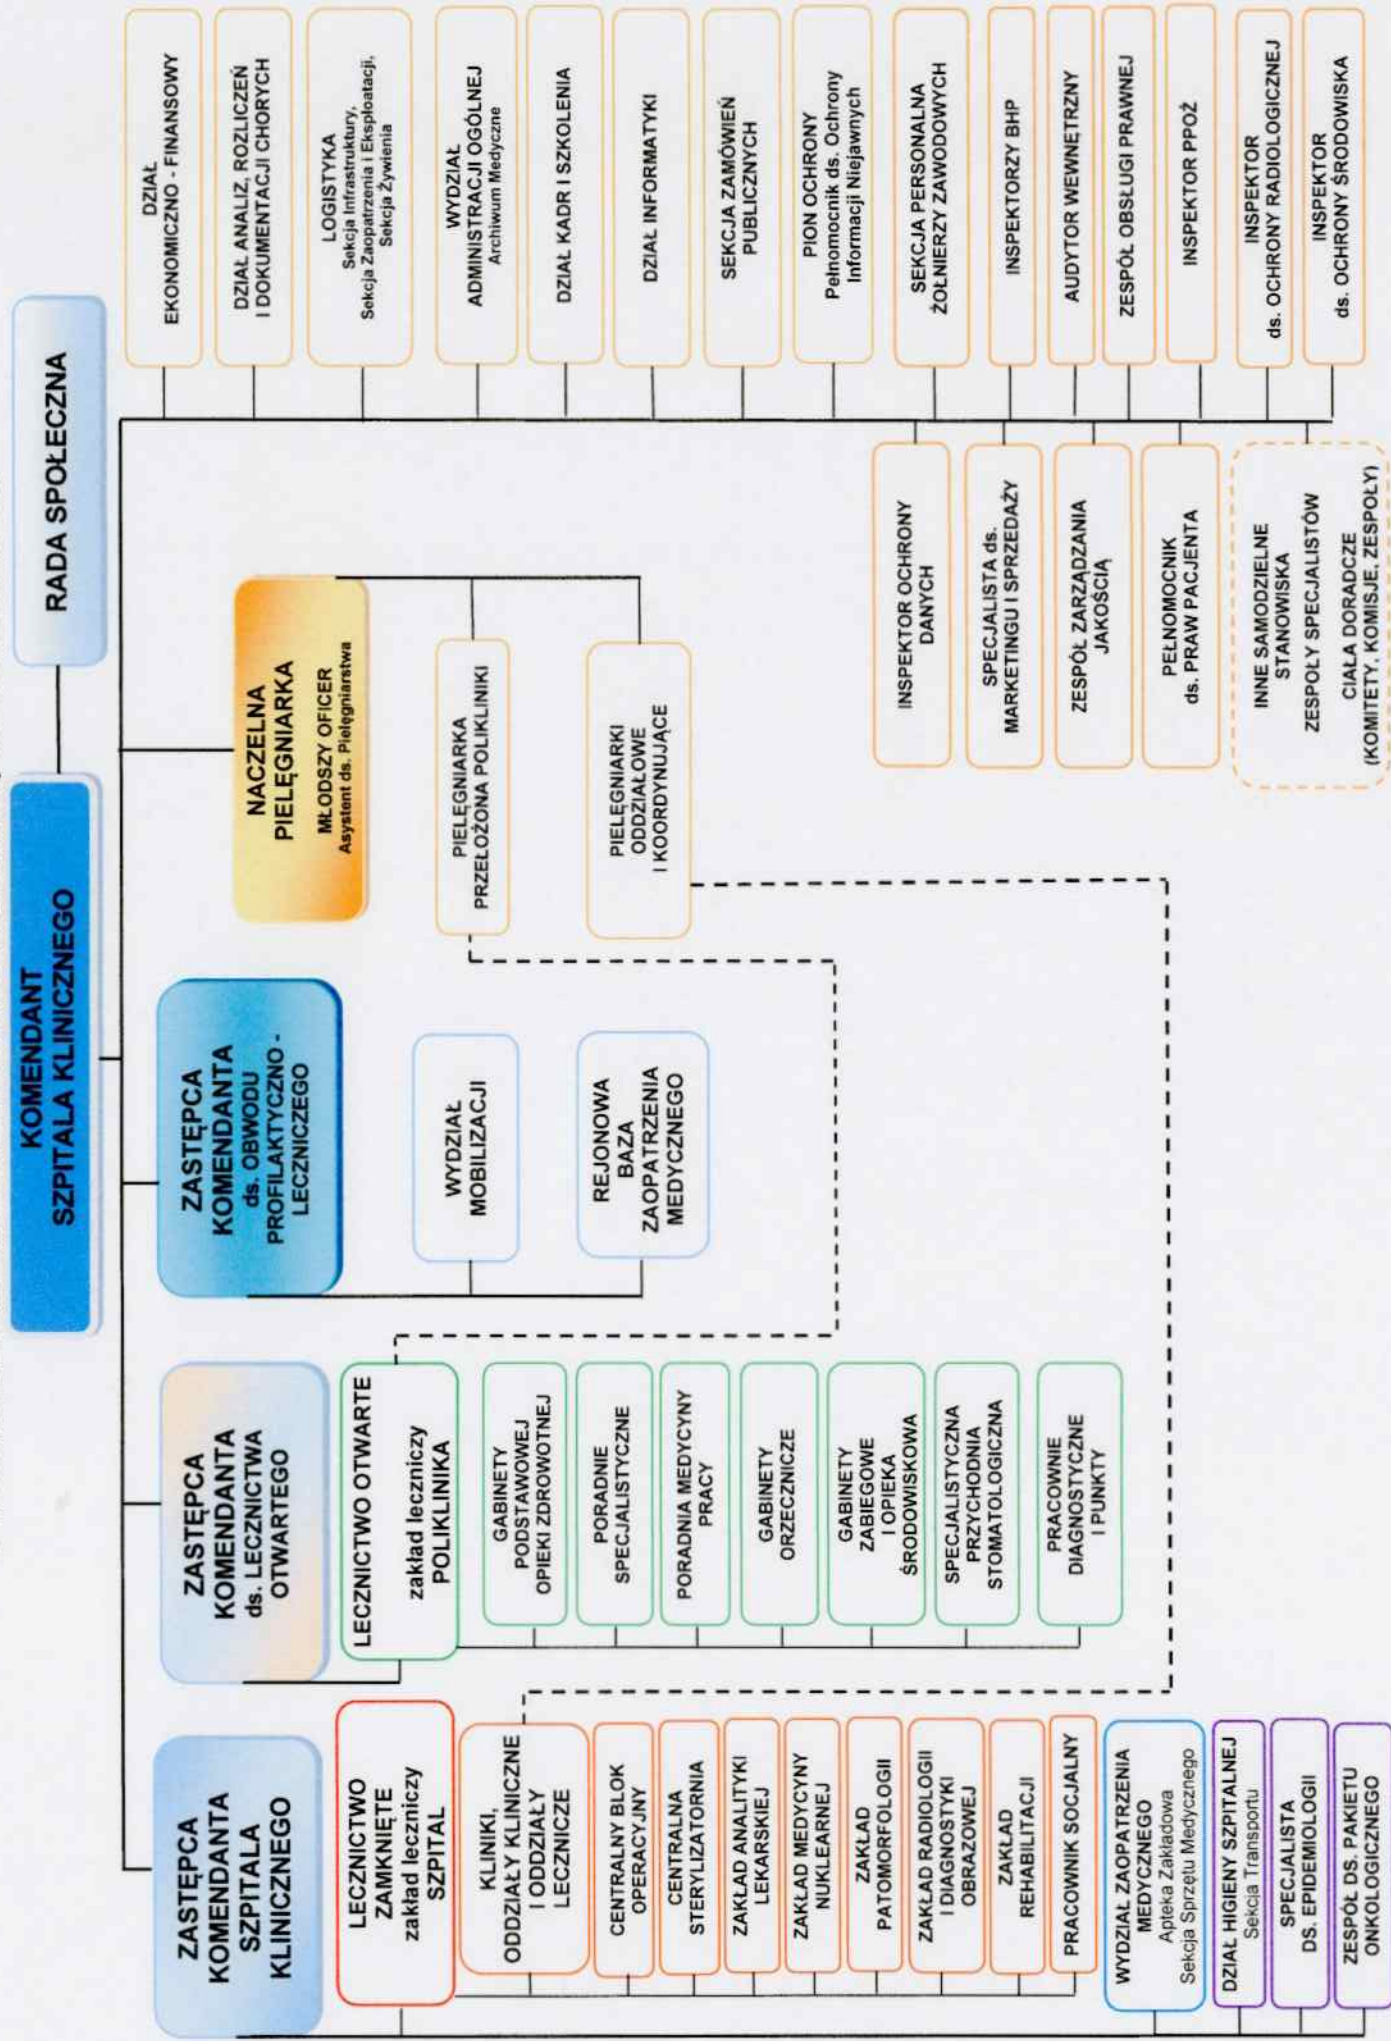 KOMENDANT
SZPITALA KLINICZNEGO
RADA SPOŁECZNA
ZASTĘPCA
KOMENDANTA
SZPITALA
KLINICZNEGO
LECZNICTWO
ZAMKNIĘTE
zakład leczniczy
SZPITAL
KLINIKI,
ODDZIAŁY KLINICZNE
I ODDZIAŁY
LECZNICZE
CENTRALNY BLOK
OPERACYJNY
CENTRALNA
STERYLIZATORNIA
ZAKŁAD ANALITYKI
LEKARSKIEJ
ZAKŁAD MEDYCYNY
NUKLEARNEJ
ZAKŁAD
PATOMORFOLOGII
ZAKŁAD RADIOLOGII
I DIAGNOSTYKI
OBRAZOWEJ
ZAKŁAD
REHABILITACJI
PRACOWNIK SOCJALNY
WYDZIAŁ ZAOPATRZENIA
MEDYCZNEGO
Apteka Zakładowa
Sekcja Sprzętu Medycznego
DZIAŁ HIGIENY SZPITALNEJ
Sekcja Transportu
SPECJALISTA
DS. EPIDEMIOLOGII
ZESPÓŁ DS. PAKIETU
ONKOLOGICZNEGO
ZASTĘPCA
KOMENDANTA
ds. LECZNICTWA
OTWARTEGO
LECZNICTWO OTWARTE
zakład leczniczy
POLIKLINIKA
GABINETY
PODSTAWOWEJ
OPIEKI ZDROWOTNEJ
PORADNIE
SPECJALISTYCZNE
PORADNIA MEDYCYNY
PRACY
GABINETY
ORZECZNICZE
GABINETY
ZABIEGOWE
I OPIEKA
ŚRODOWISKOWA
SPECJALISTYCZNA
PRZYCHODNIA
STOMATOLOGICZNA
PRACOWNIE
DIAGNOSTYCZNE
I PUNKTY
ZASTĘPCA
KOMENDANTA
ds. OBWODU
PROFILAKTYCZNO -
LECZNICZEGO
WYDZIAŁ
MOBILIZACJI
REJONOWA
BAZA
ZAOPATRZENIA
MEDYCZNEGO
NACZELNA
PIELĘGNIARKA
MŁODSZY OFICER
Asystent ds. Pielęgniarstwa
PIELĘGNIARKA
PRZEŁOŻONA POLIKLINIKI
PIELĘGNIARKI
ODDZIAŁOWE
I KOORDYNUJĄCE
INSPEKTOR OCHRONY
DANYCH
SPECJALISTA ds.
MARKETINGU I SPRZEDAŻY
ZESPÓŁ ZARZĄDZANIA
JAKOŚCIĄ
PEŁNOMOCNIK
ds. PRAW PACJENTA
INNE SAMODZIELNE
STANOWISKA
ZESPOŁY SPECJALISTÓW
CIAŁA DORADCZE
(KOMITETY, KOMISJE, ZESPOŁY)
DZIAŁ
EKONOMICZNO - FINANSOWY
DZIAŁ ANALIZ, ROZLICZEŃ
I DOKUMENTACJI CHORYCH
LOGISTYKA
Sekcja Infrastruktury,
Sekcja Zaopatrzenia i Eksploatacji,
Sekcja Żywienia
WYDZIAŁ
ADMINISTRACJI OGÓLNEJ
Archiwum Medyczne
DZIAŁ KADR I SZKOLENIA
DZIAŁ INFORMATYKI
SEKCJA ZAMÓWIEŃ
PUBLICZNYCH
PION OCHRONY
Pełnomocnik ds. Ochrony
Informacji Niejawnych
SEKCJA PERSONALNA
ŻOŁNIERZY ZAWODOWYCH
INSPEKTORZY BHP
AUDYTOR WEWNĘTRZNY
ZESPÓŁ OBSŁUGI PRAWNEJ
INSPEKTOR PPOŻ
INSPEKTOR
ds. OCHRONY RADIOLOGICZNEJ
INSPEKTOR
ds. OCHRONY ŚRODOWISKA